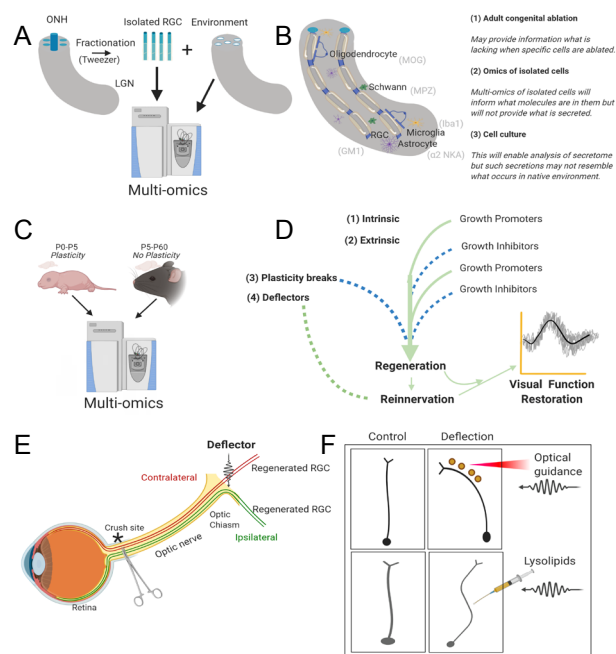 A
ONH
Fractionation
(Tweezer)
LGN
Isolated RGC
+
Environment
Multi-omics
B
Oligodendrocyte
(MOG)
Schwann
(MPZ)
(Iba1)
RGC
Microglia
Astrocyte
(GM1)
(α2 NKA)
(1) Adult congenital ablation
May provide information what is
lacking when specific cells are ablated.
(2) Omics of isolated cells
Multi-omics of isolated cells will
inform what molecules are in them but
will not provide what is secreted.
(3) Cell culture
This will enable analysis of secretome
but such secretions may not resemble
what occurs in native environment.
C
P0-P5
Plasticity
P5-P60
No Plasticity
Multi-omics
D
(1) Intrinsic
(2) Extrinsic
(3) Plasticity breaks
(4) Deflectors
Growth Promoters
Growth Inhibitors
Growth Promoters
Growth Inhibitors
Regeneration
Reinnervation
Visual Function
Restoration
E
Deflector
Contralateral
Regenerated RGC
Regenerated RGC
Crush site
*
Optic nerve
Optic
Chiasm
Ipsilateral
Retina
F
Control
Deflection
Optical
guidance
Lysolipids